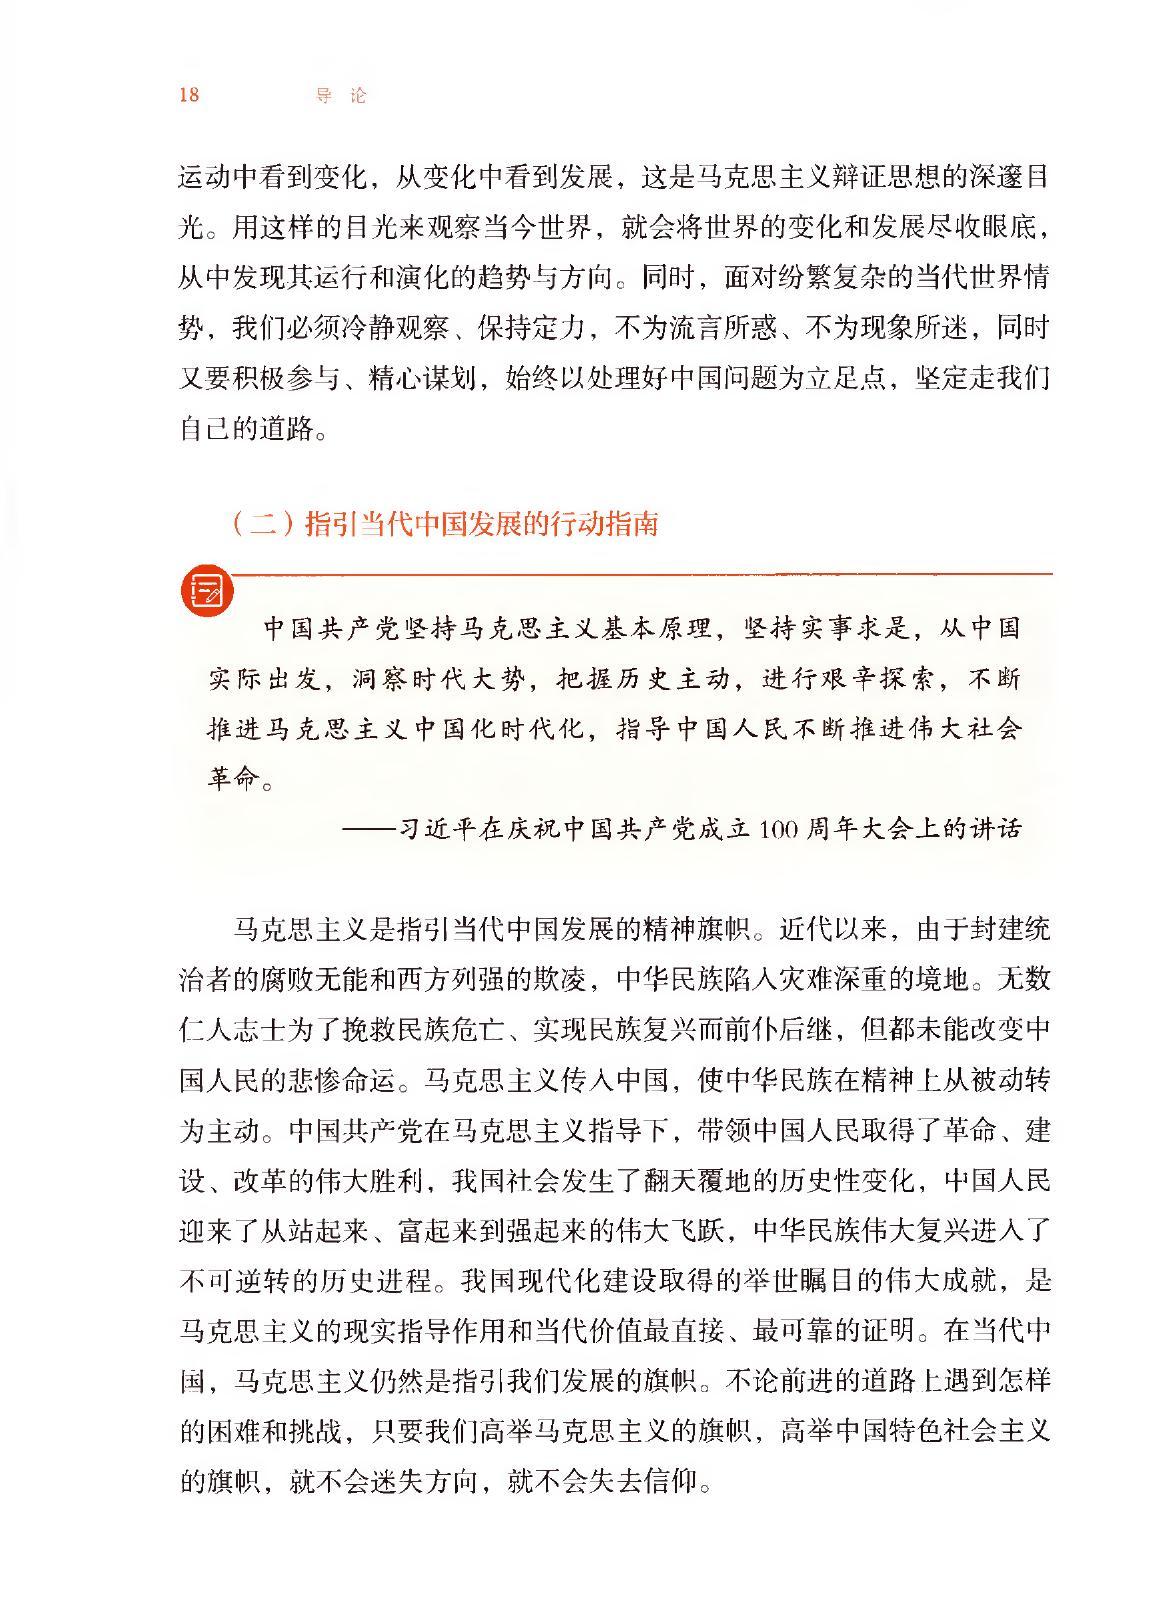 18 导 论
运动中看到变化，从变化中看到发展，这是马克思主义辩证思想的深邃目
光。用这样的目光来观察当今世界，就会将世界的变化和发展尽收眼底，
从中发现其运行和演化的趋势与方向。同时，面对纷繁复杂的当代世界情
势，我们必须冷静观察、保持定力，不为流言所惑、不为现象所迷，同时
又要积极参与、精心谋划，始终以处理好中国问题为立足点，坚定走我们
自己的道路。
（二）指引当代中国发展的行动指南
中国共产党坚持马克思主义基本原理，坚持实事求是，从中国
实际出发，洞察时代大势，把握历史主动，进行艰辛探索，不断
推进马克思主义中国化时代化，指导中国人民不断推进伟大社会
革命。
——习近平在庆祝中国共产党成立 100 周年大会上的讲话
马克思主义是指引当代中国发展的精神旗帜。近代以来，由于封建统
治者的腐败无能和西方列强的欺凌，中华民族陷入灾难深重的境地。无数
仁人志士为了挽救民族危亡、实现民族复兴而前仆后继，但都未能改变中
国人民的悲惨命运。马克思主义传入中国，使中华民族在精神上从被动转
为主动。中国共产党在马克思主义指导下，带领中国人民取得了革命、建
设、改革的伟大胜利，我国社会发生了翻天覆地的历史性变化，中国人民
迎来了从站起来、富起来到强起来的伟大飞跃，中华民族伟大复兴进入了
不可逆转的历史进程。我国现代化建设取得的举世瞩目的伟大成就，是
马克思主义的现实指导作用和当代价值最直接、最可靠的证明。在当代中
国，马克思主义仍然是指引我们发展的旗帜。不论前进的道路上遇到怎样
的困难和挑战，只要我们高举马克思主义的旗帜，高举中国特色社会主义
的旗帜，就不会迷失方向，就不会失去信仰。